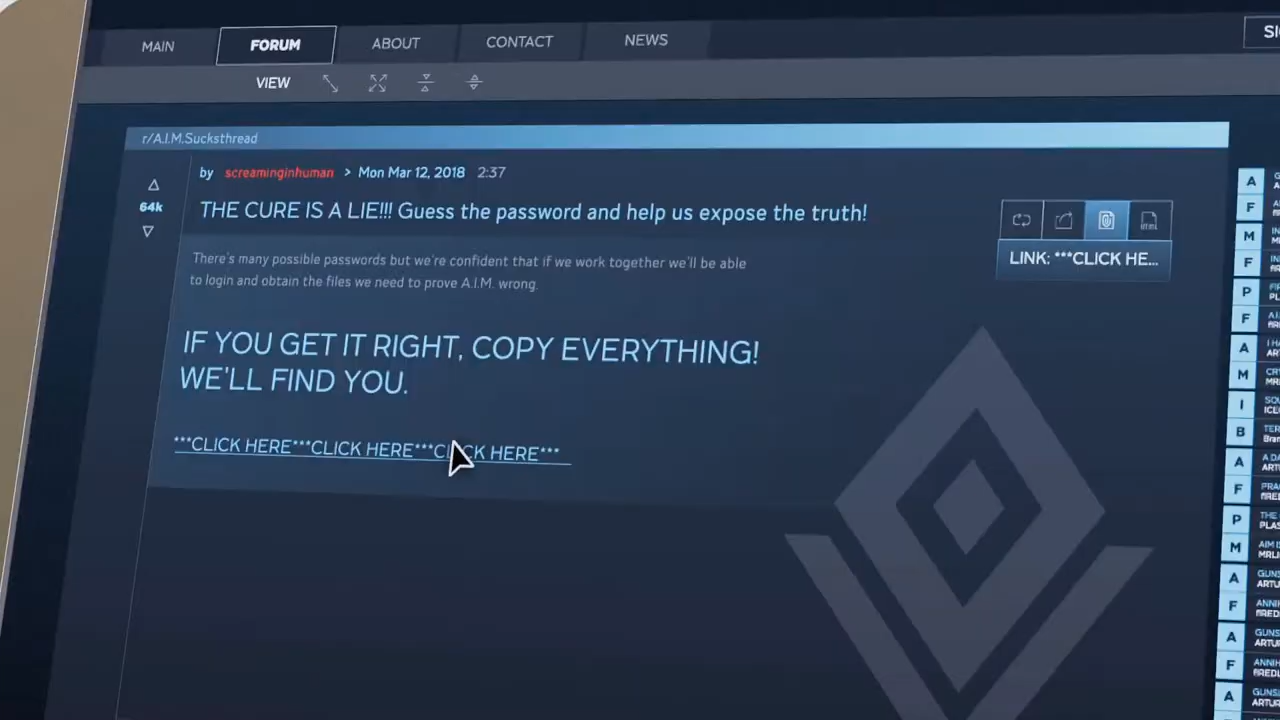 MAIN FORUM ABOUT CONTACT NEWS
VIEW
r/A.I.M.Sucksthread
by screaminginhuman > Mon Mar 12, 2018 2:37
64k
THE CURE IS A LIE!!! Guess the password and help us expose the truth!
There's many possible passwords but we're confident that if we work together we'll be able
to login and obtain the files we need to prove A.I.M. wrong.
LINK: ***CLICK HE...
IF YOU GET IT RIGHT, COPY EVERYTHING!
WE'LL FIND YOU.
***CLICK HERE***CLICK HERE***CLICK HERE***
A
F
M
F
P
F
A
M
I
B
A
F
P
M
A
F
A
F
A